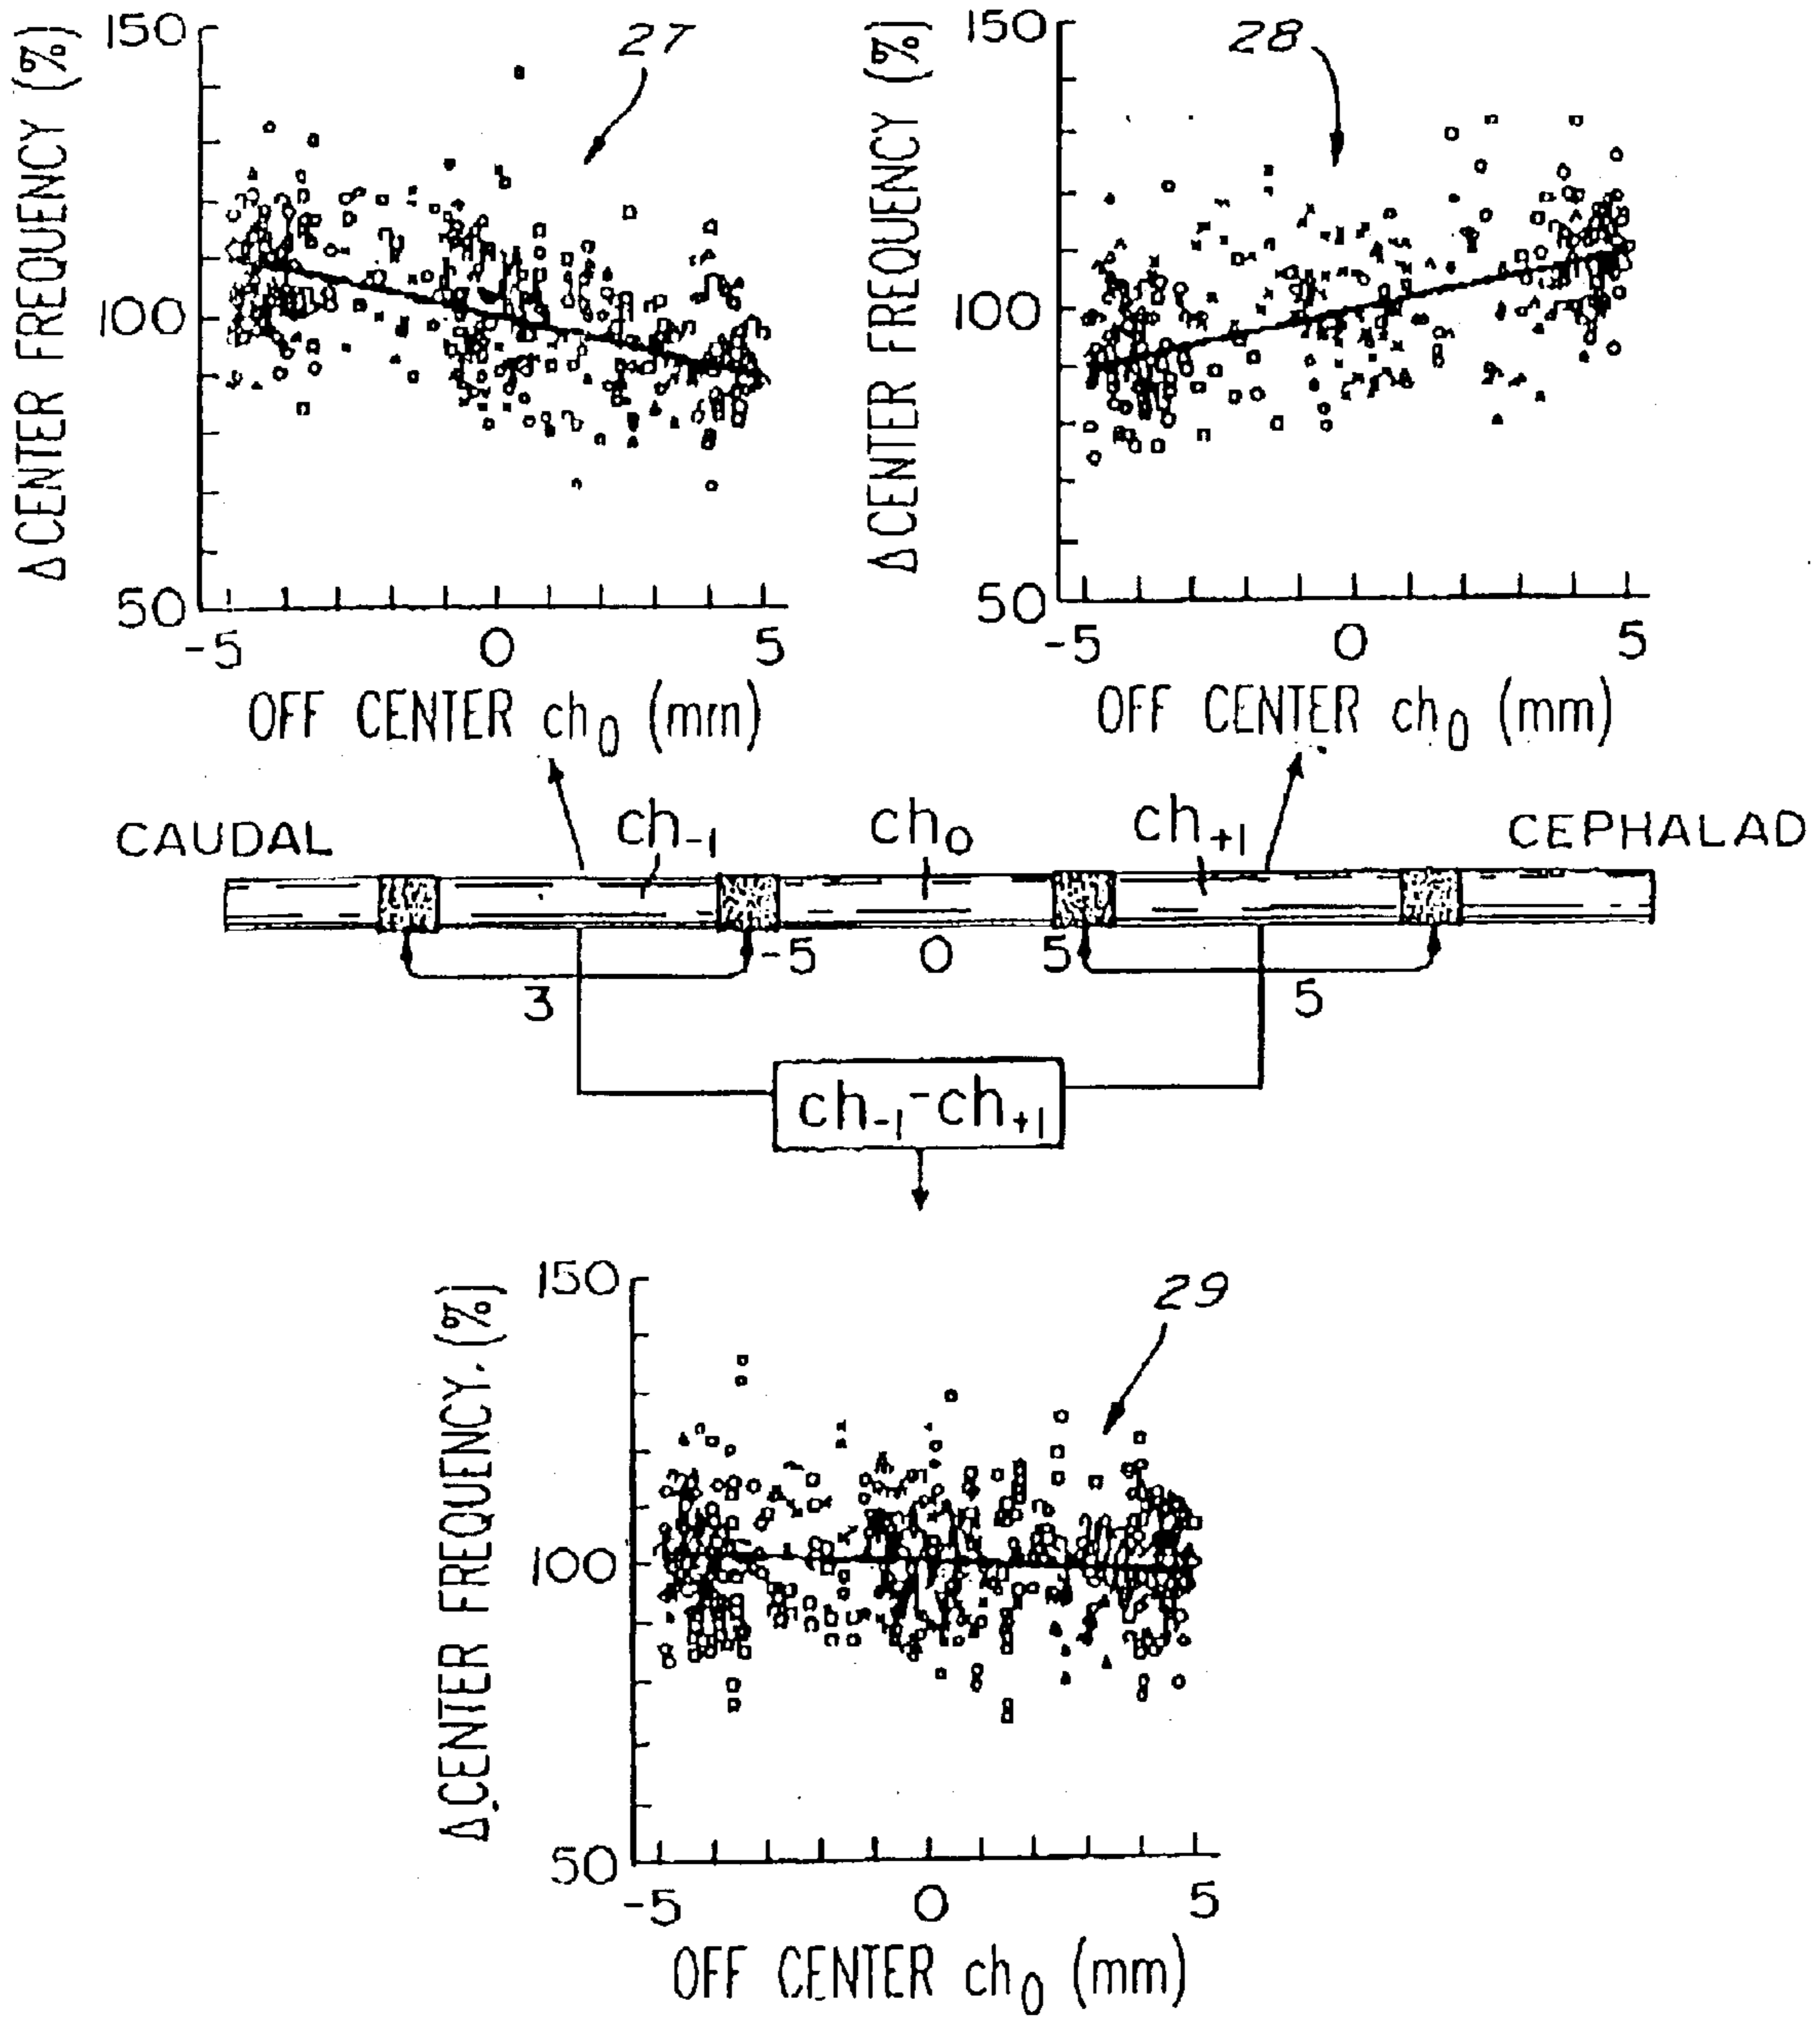 Δ CENTER FREQUENCY (%)
150
100
50
27
-5 0 5
OFF CENTER ch0 (mm)
Δ CENTER FREQUENCY (%)
150
100
50
28
-5 0 5
OFF CENTER ch0 (mm)
CAUDAL ch-1 ch0 ch+1 CEPHALAD
-5 0 5
3 5
ch-1-ch+1
Δ CENTER FREQUENCY, (%)
150
100
50
29
-5 0 5
OFF CENTER ch0 (mm)